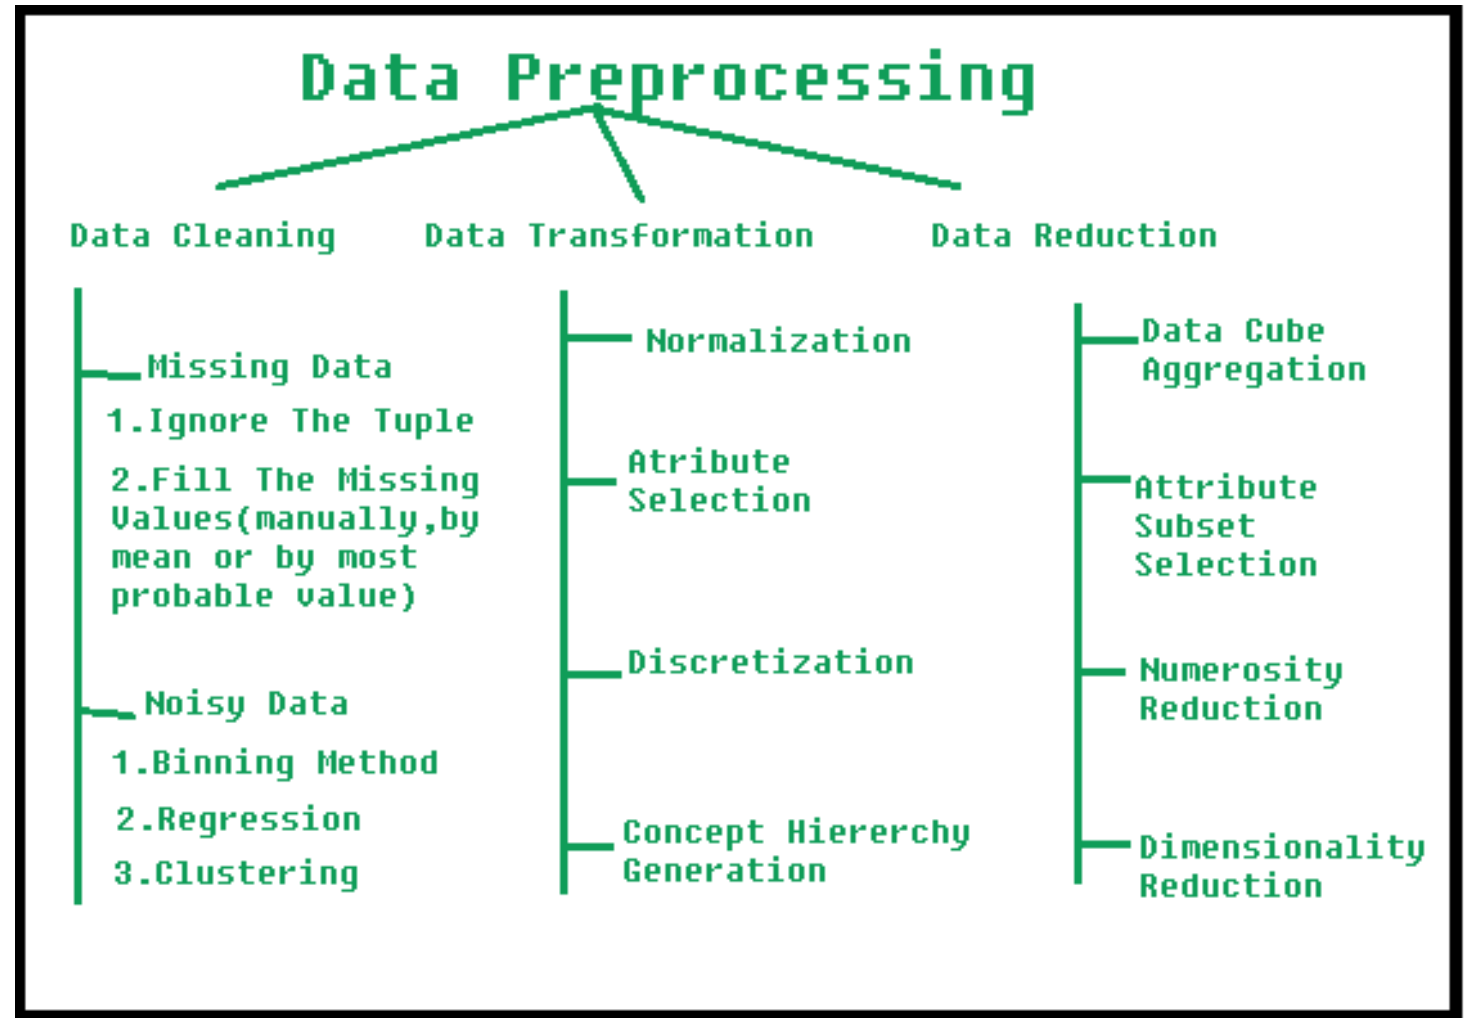 Data Preprocessing
Data Cleaning
Missing Data
1.Ignore The Tuple
2.Fill The Missing
Values(manually,by
mean or by most
probable value)
Noisy Data
1.Binning Method
2.Regression
3.Clustering
Data Transformation
Normalization
Atribute
Selection
Discretization
Concept Hiererchy
Generation
Data Reduction
Data Cube
Aggregation
Attribute
Subset
Selection
Numerosity
Reduction
Dimensionality
Reduction